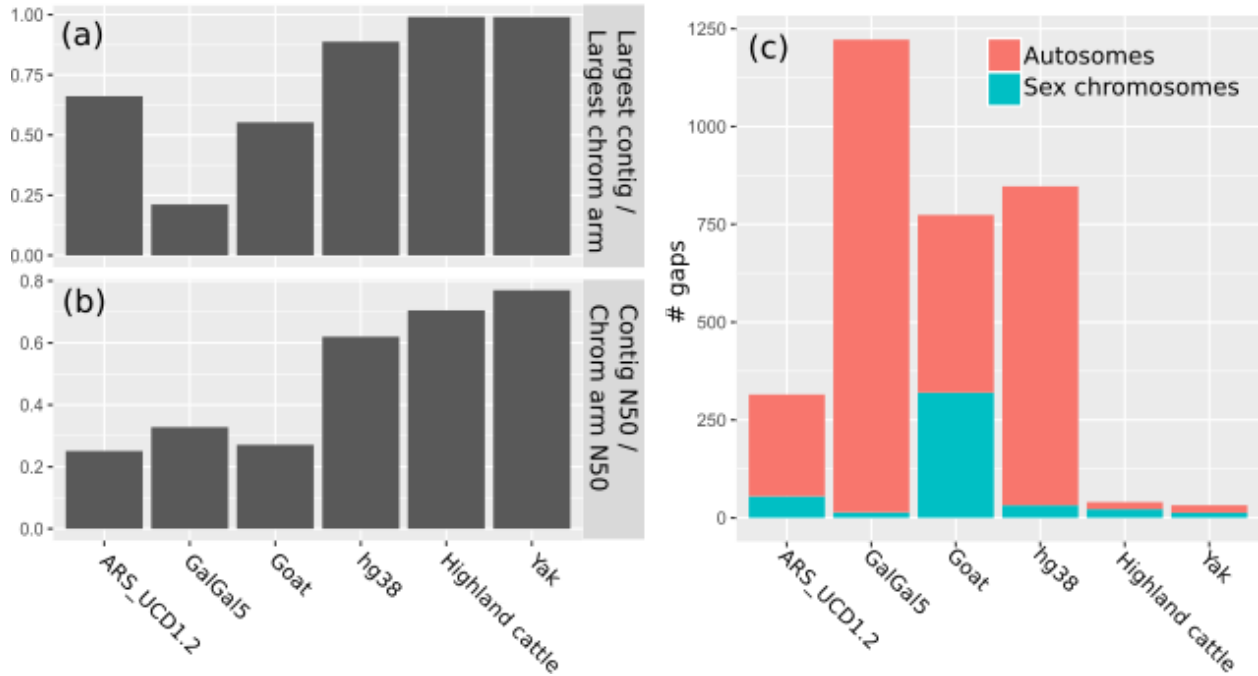 (a)
1.00
0.75
0.50
0.25
0.00
Largest contig /
Largest chrom arm
(b)
0.8
0.6
0.4
0.2
0.0
Contig N50 /
Chrom arm N50
ARS_UCD1.2
GalGal5
Goat
hg38
Highland cattle
Yak
(c)
Autosomes
Sex chromosomes
# gaps
1250
1000
750
500
250
0
ARS_UCD1.2
GalGal5
Goat
hg38
Highland cattle
Yak